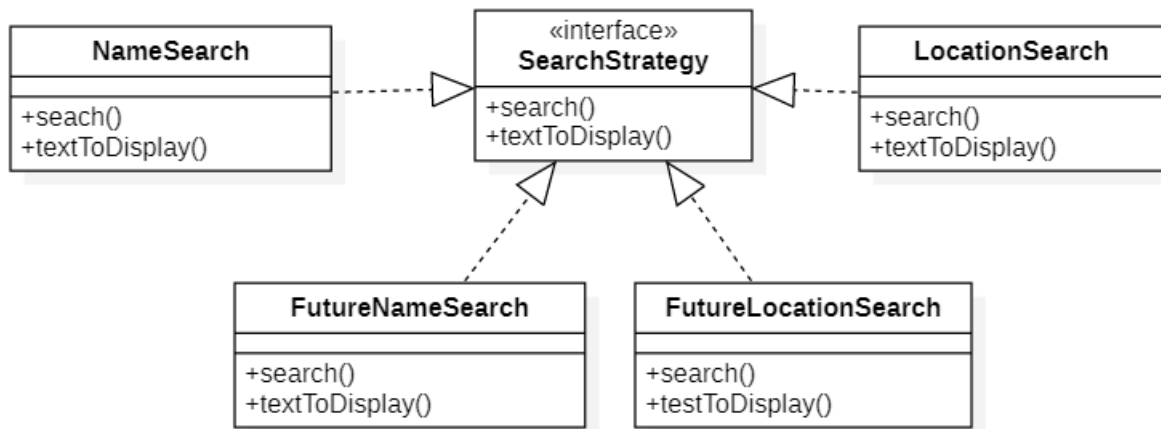 NameSearch
+seach()
+textToDisplay()
«interface»
SearchStrategy
+search()
+textToDisplay()
LocationSearch
+search()
+textToDisplay()
FutureNameSearch
+search()
+textToDisplay()
FutureLocationSearch
+search()
+testToDisplay()